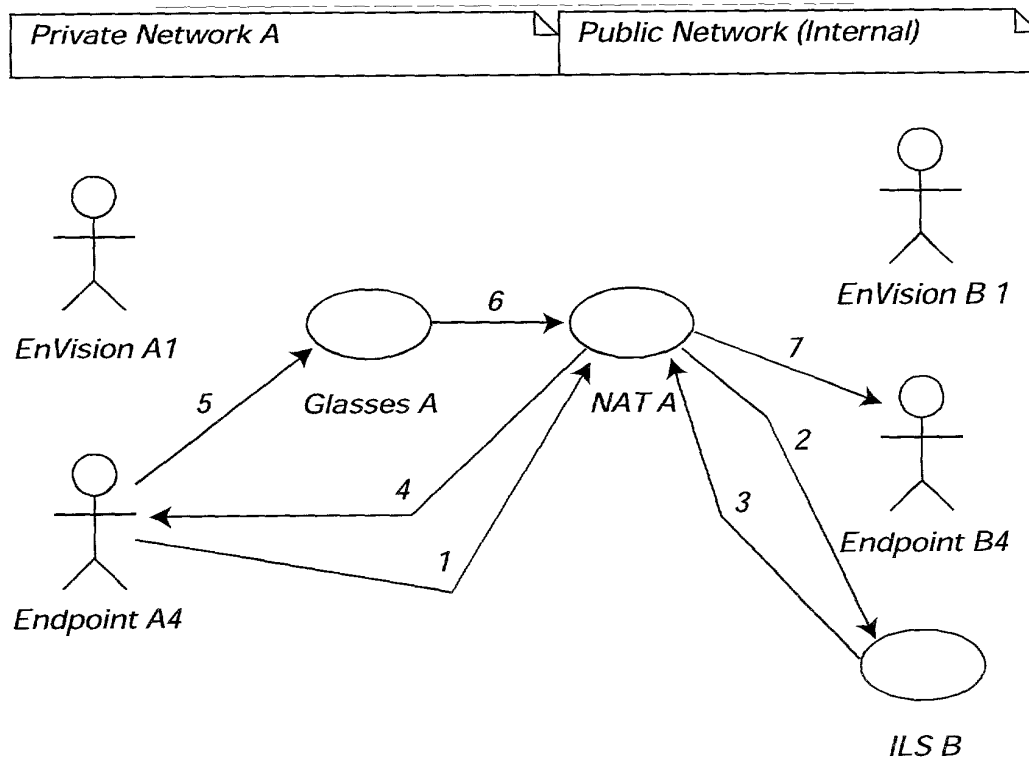 Private Network A
Public Network (Internal)
EnVision A1
EnVision B 1
6
7
5
Glasses A
NAT A
2
4
3
1
Endpoint B4
Endpoint A4
ILS B